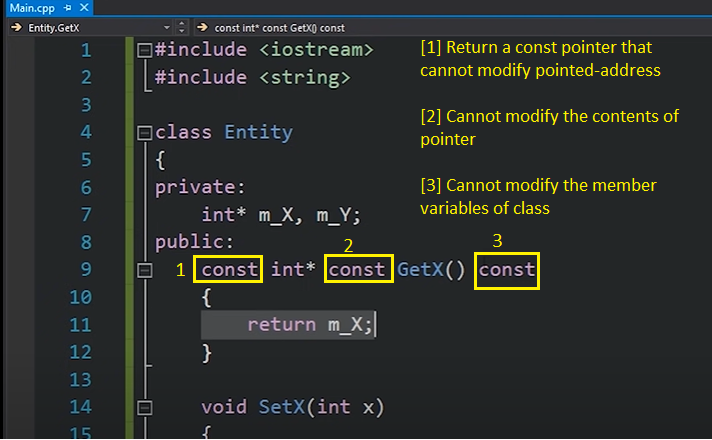 Main.cpp
Entity.GetX
const int* const GetX() const
1 #include <iostream>
2 #include <string>
3
4 class Entity
5 {
6 private:
7 int* m_X, m_Y;
8 public:
9 const int* const GetX() const
10 {
11 return m_X;
12 }
13
14 void SetX(int x)
15 {
[1] Return a const pointer that
cannot modify pointed-address
[2] Cannot modify the contents of
pointer
[3] Cannot modify the member
variables of class
1
2
3